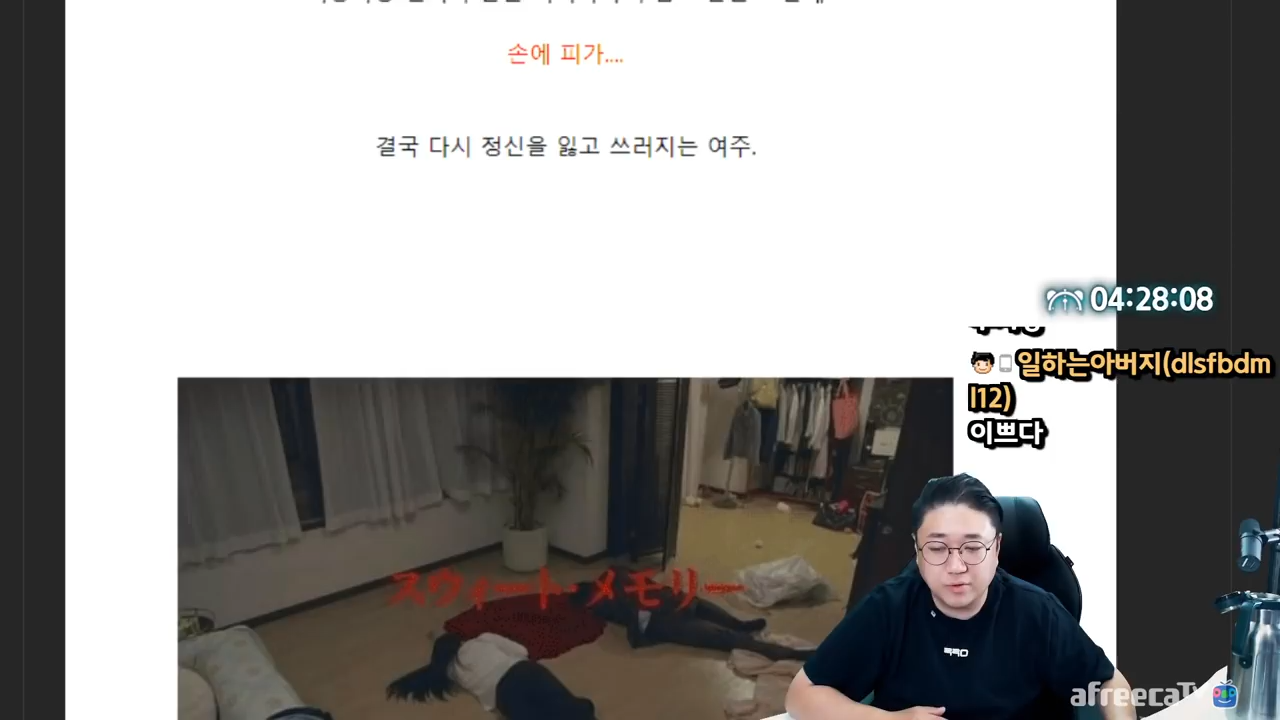 손에 피가....
결국 다시 정신을 잃고 쓰러지는 여주.
04:28:08
일하는아버지(dlsfbdm
l12)
이쁘다
スウィート・メモリー
afreecaTV